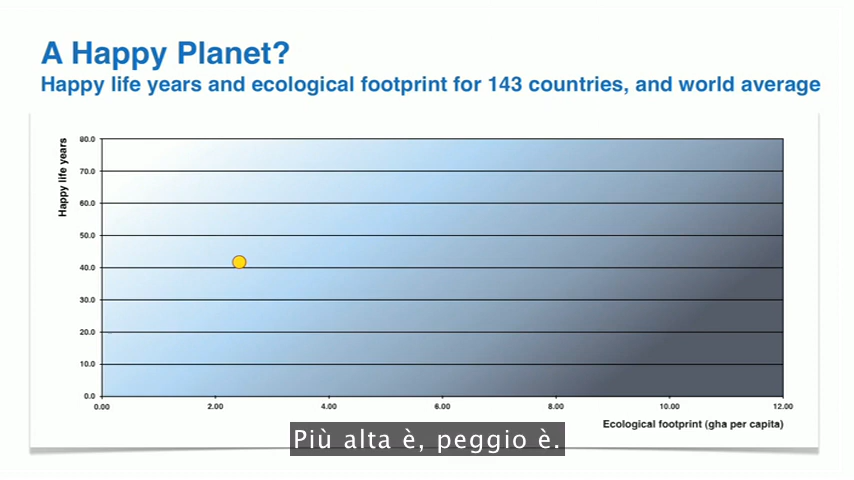 A Happy Planet?
Happy life years and ecological footprint for 143 countries, and world average
Happy life years
80.0
70.0
60.0
50.0
40.0
30.0
20.0
10.0
0.0
0.00 2.00 4.00 6.00 8.00 10.00 12.00
Ecological footprint (gha per capita)
Più alta è, peggio è.